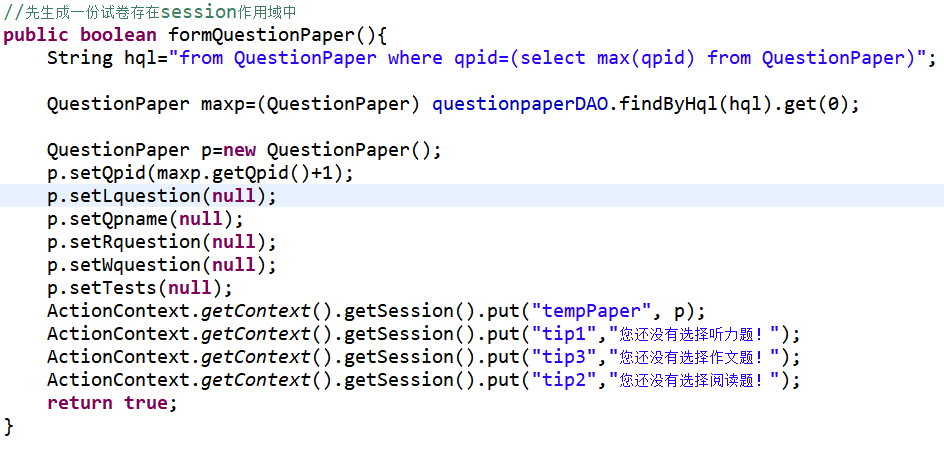 //先生成一份试卷存在session作用域中
public boolean formQuestionPaper(){
    String hql="from QuestionPaper where qpid=(select max(qpid) from QuestionPaper)";

    QuestionPaper maxp=(QuestionPaper) questionpaperDAO.findByHql(hql).get(0);

    QuestionPaper p=new QuestionPaper();
    p.setQpid(maxp.getQpid()+1);
    p.setLquestion(null);
    p.setQpname(null);
    p.setRquestion(null);
    p.setWquestion(null);
    p.setTests(null);
    ActionContext.getContext().getSession().put("tempPaper", p);
    ActionContext.getContext().getSession().put("tip1","您还没有选择听力题！");
    ActionContext.getContext().getSession().put("tip3","您还没有选择作文题！");
    ActionContext.getContext().getSession().put("tip2","您还没有选择阅读题！");
    return true;
}